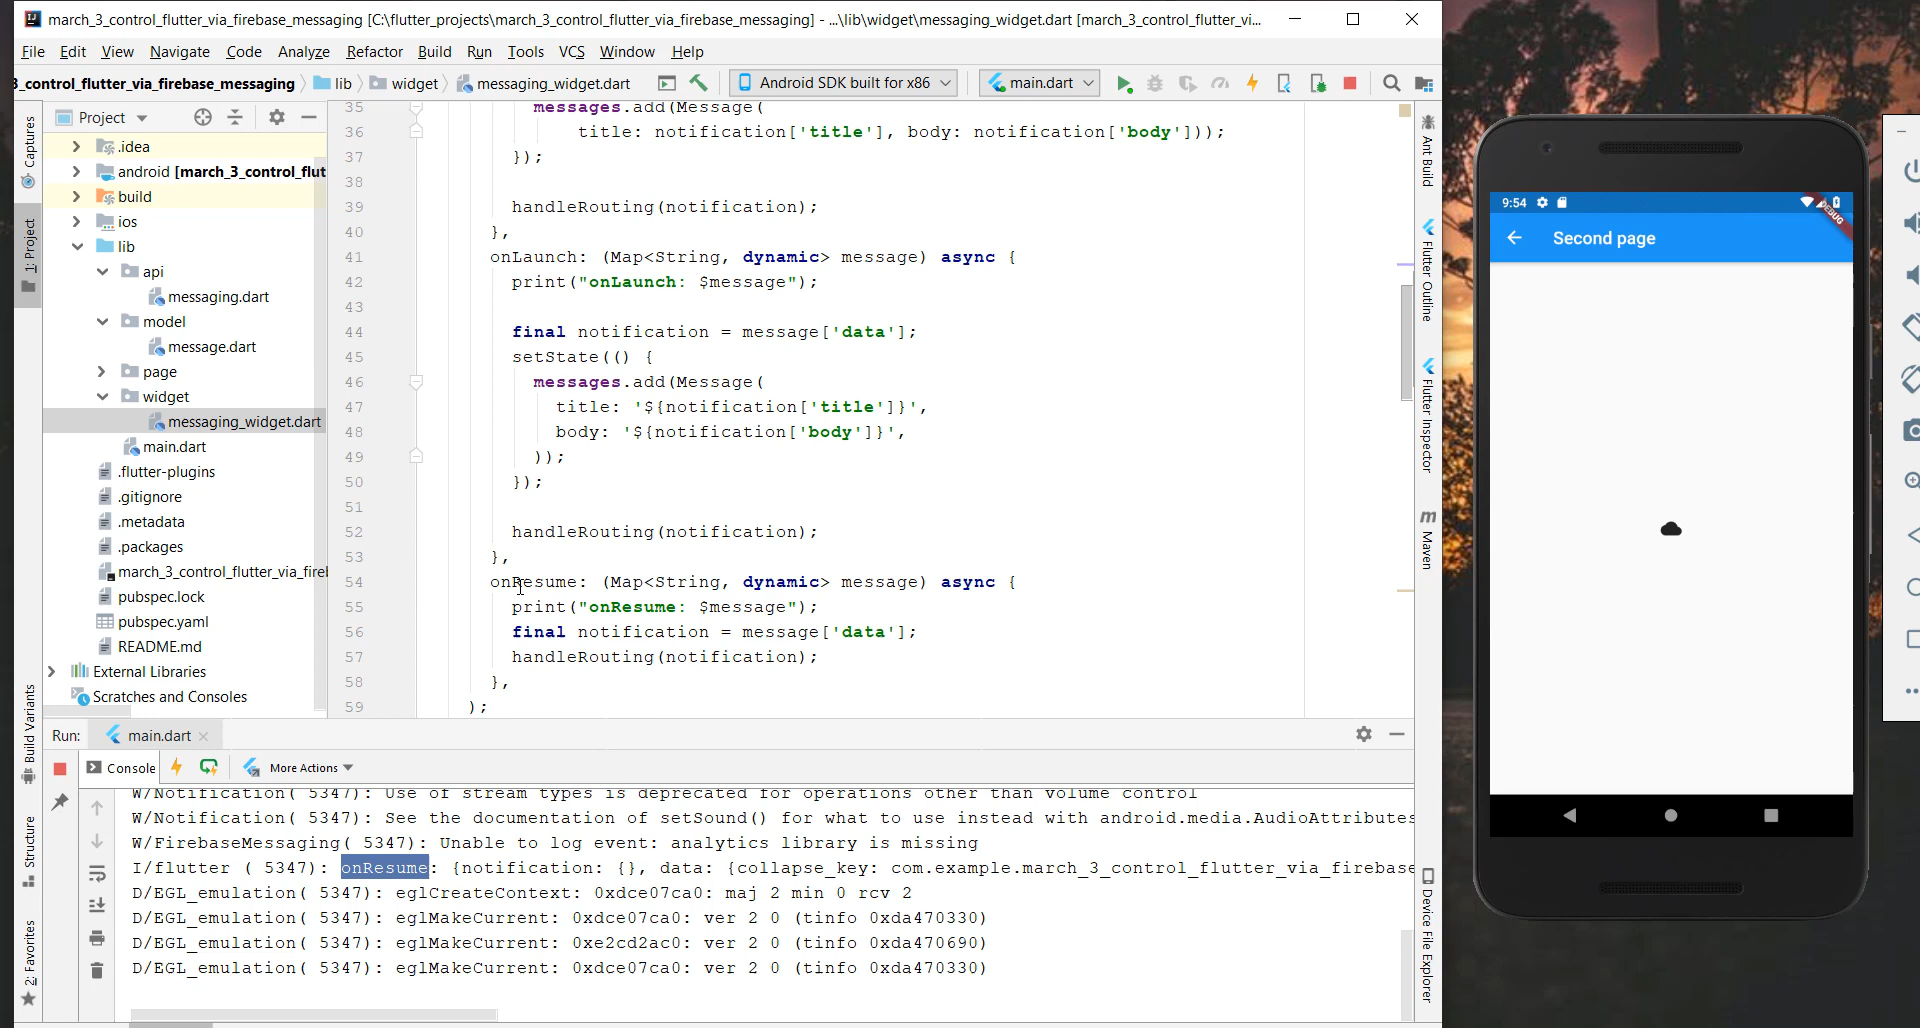 march_3_control_flutter_via_firebase_messaging [C:\flutter_projects\march_3_control_flutter_via_firebase_messaging] - ...\lib\widget\messaging_widget.dart [march_3_control_flutter_vi...
File Edit View Navigate Code Analyze Refactor Build Run Tools VCS Window Help
3_control_flutter_via_firebase_messaging lib widget messaging_widget.dart Android SDK built for x86 main.dart
Project
.idea
android [march_3_control_flut
build
ios
lib
api
messaging.dart
model
message.dart
page
widget
messaging_widget.dart
main.dart
.flutter-plugins
.gitignore
.metadata
.packages
march_3_control_flutter_via_firel
pubspec.lock
pubspec.yaml
README.md
External Libraries
Scratches and Consoles
Captures
1: Project
Build Variants
Structure
2: Favorites
35 messages.add(Message(
36 title: notification['title'], body: notification['body']));
37 });
38
39 handleRouting(notification);
40 },
41 onLaunch: (Map<String, dynamic> message) async {
42 print("onLaunch: $message");
43
44 final notification = message['data'];
45 setState(() {
46 messages.add(Message(
47 title: '${notification['title']}',
48 body: '${notification['body']}',
49 ));
50 });
51
52 handleRouting(notification);
53 },
54 onResume: (Map<String, dynamic> message) async {
55 print("onResume: $message");
56 final notification = message['data'];
57 handleRouting(notification);
58 },
59 );
Ant Build
Flutter Outline
Flutter Inspector
m Maven
Device File Explorer
Run: main.dart
Console More Actions
W/Notification( 5347): Use of stream types is deprecated for operations other than volume control
W/Notification( 5347): See the documentation of setSound() for what to use instead with android.media.AudioAttributes
W/FirebaseMessaging( 5347): Unable to log event: analytics library is missing
I/flutter ( 5347): onResume: {notification: {}, data: {collapse_key: com.example.march_3_control_flutter_via_firebase
D/EGL_emulation( 5347): eglCreateContext: 0xdce07ca0: maj 2 min 0 rcv 2
D/EGL_emulation( 5347): eglMakeCurrent: 0xdce07ca0: ver 2 0 (tinfo 0xda470330)
D/EGL_emulation( 5347): eglMakeCurrent: 0xe2cd2ac0: ver 2 0 (tinfo 0xda470690)
D/EGL_emulation( 5347): eglMakeCurrent: 0xdce07ca0: ver 2 0 (tinfo 0xda470330)
9:54
DEBUG
Second page